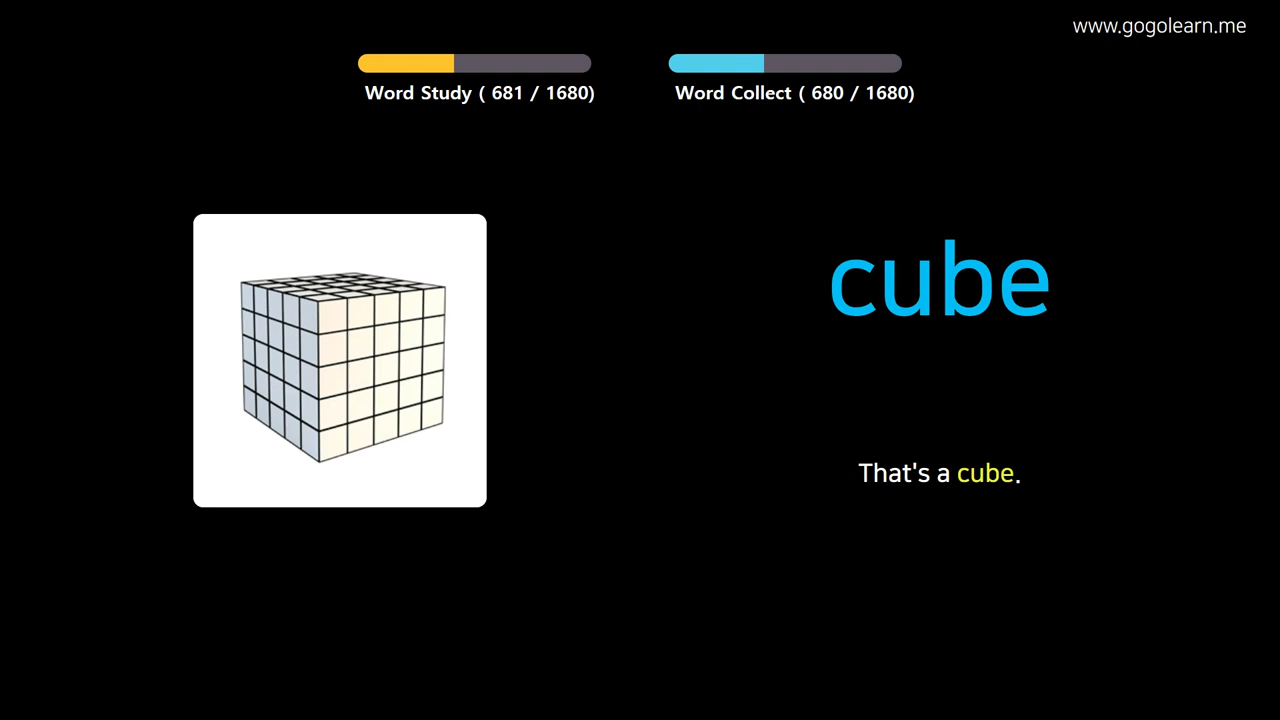 www.gogolearn.me
Word Study ( 681 / 1680)
Word Collect ( 680 / 1680)
cube
That's a cube.